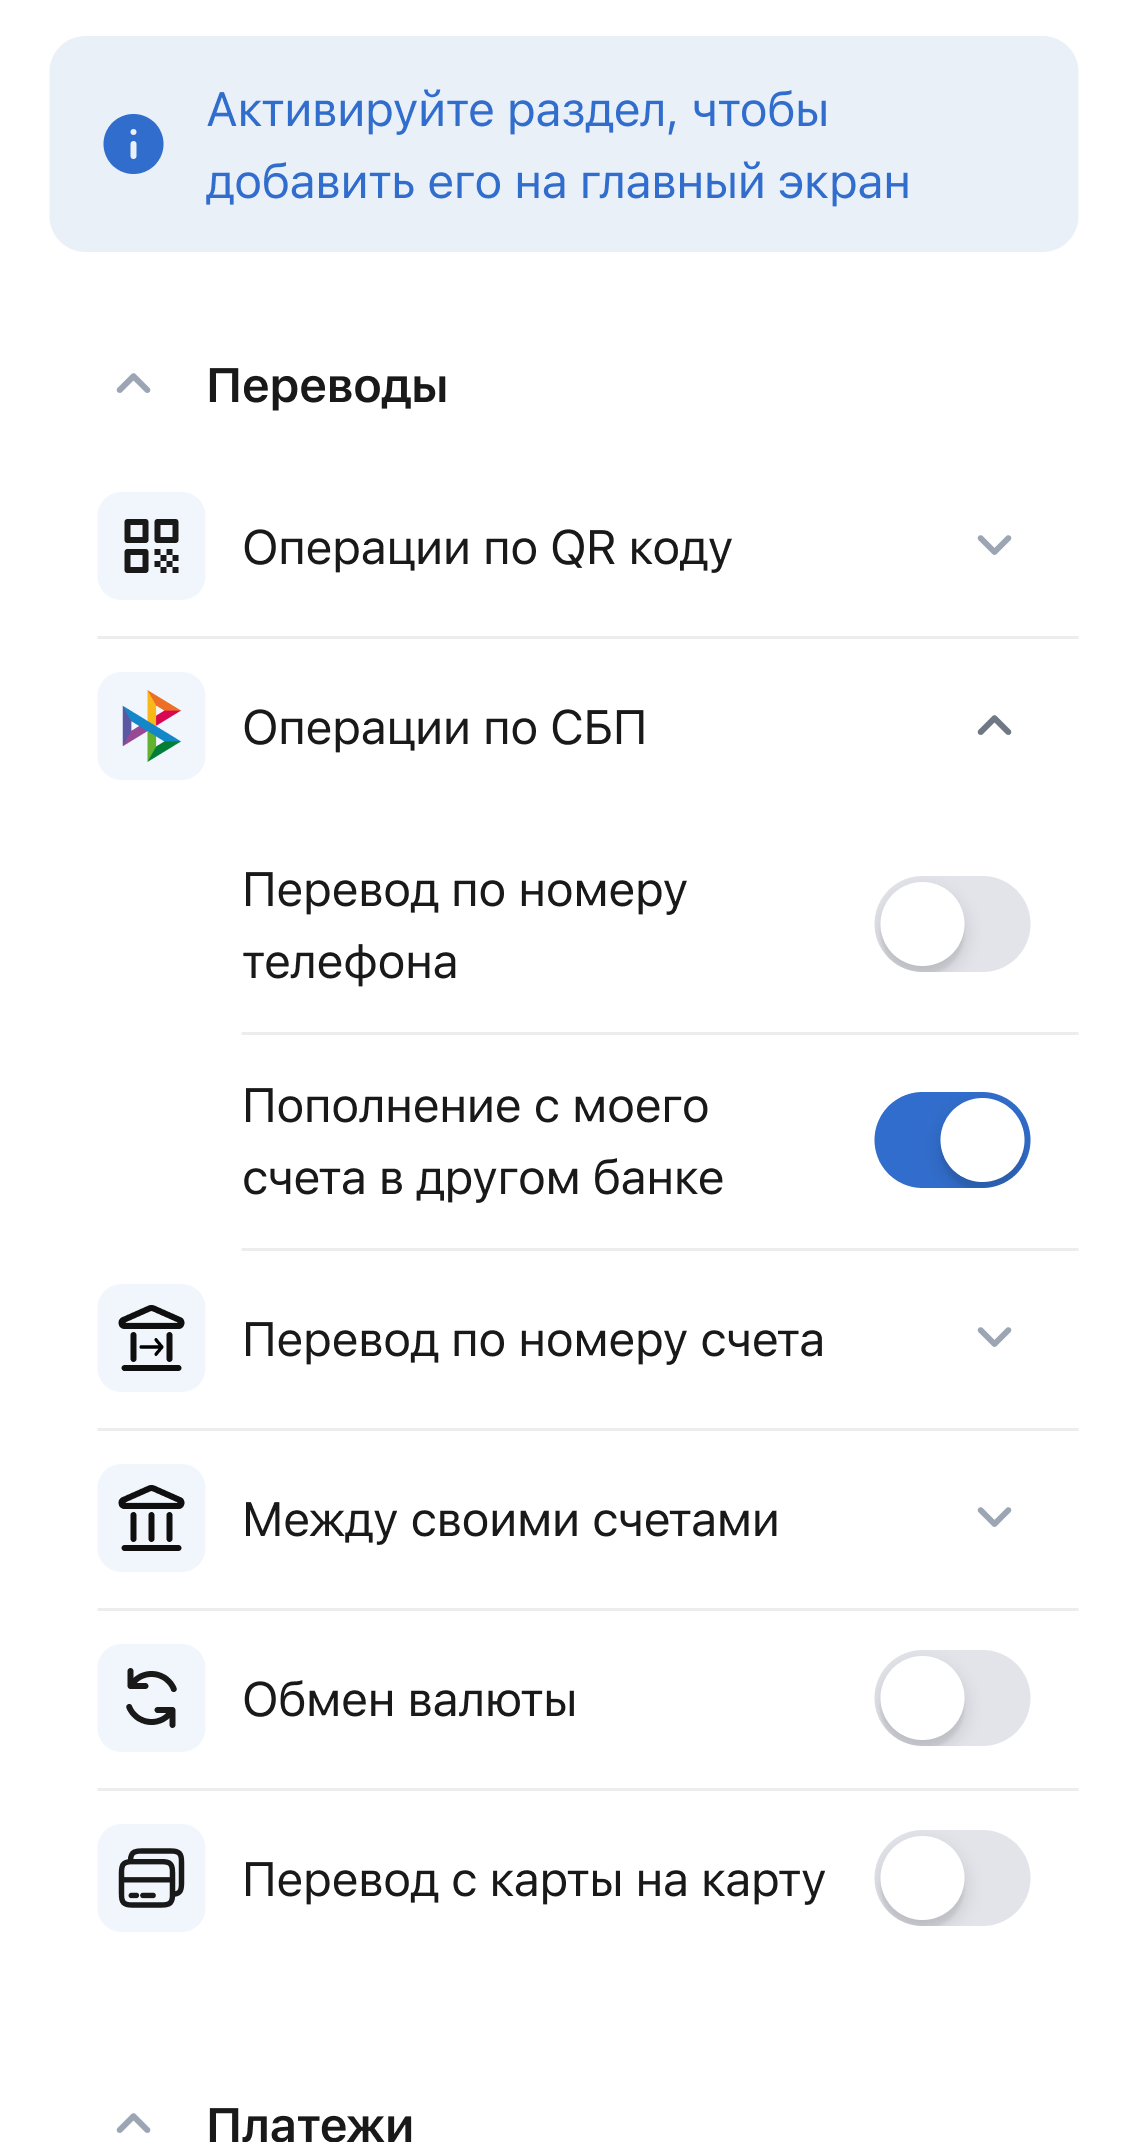 Активируйте раздел, чтобы
добавить его на главный экран
Переводы
Операции по QR коду
Операции по СБП
Перевод по номеру
телефона
Пополнение с моего
счета в другом банке
Перевод по номеру счета
Между своими счетами
Обмен валюты
Перевод с карты на карту
Платежи